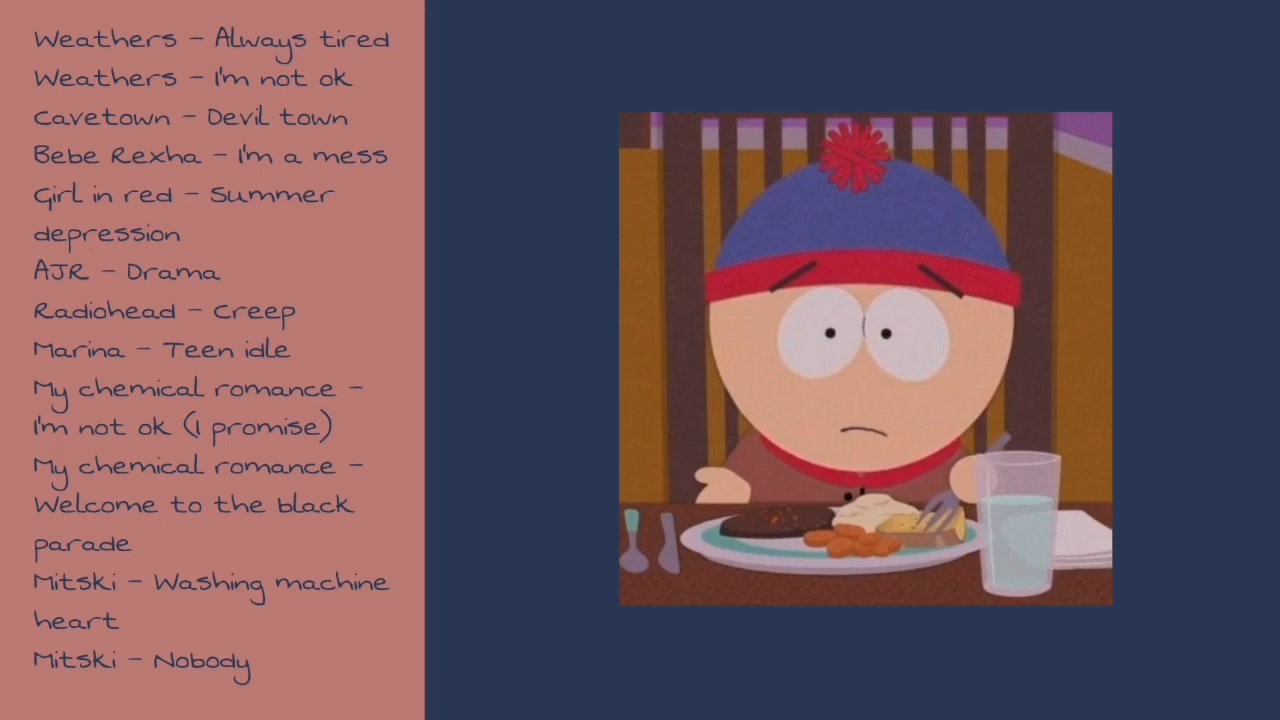 Weathers - Always tired
Weathers - I'm not ok
Cavetown - Devil town
Bebe Rexha - I'm a mess
Girl in red - Summer
depression
AJR - Drama
Radiohead - Creep
Marina - Teen idle
My chemical romance -
I'm not ok (I promise)
My chemical romance -
Welcome to the black
parade
Mitski - Washing machine
heart
Mitski - Nobody